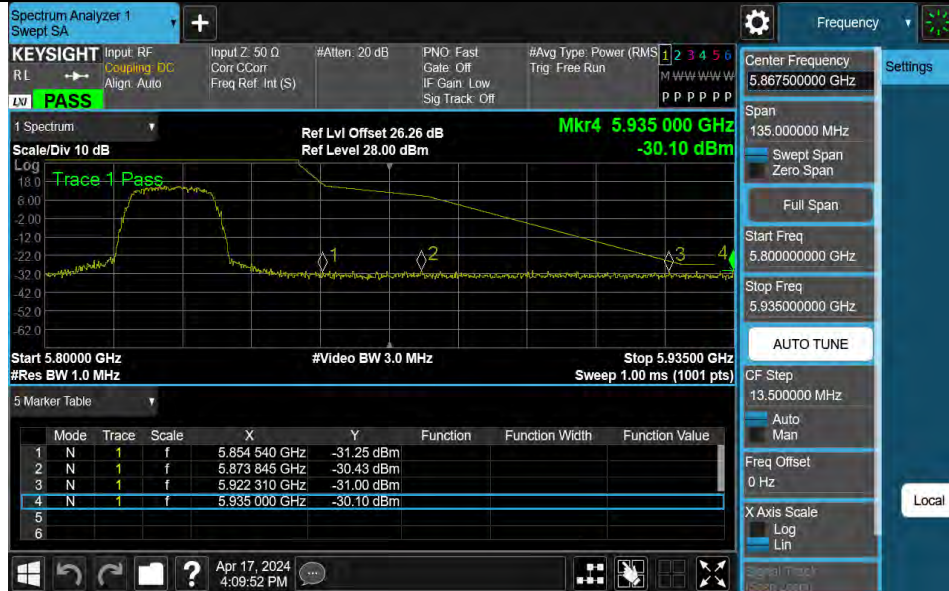 Spectrum Analyzer 1
Swept SA
+
Frequency
KEYSIGHT
RL
LXI PASS
Input: RF
Coupling: DC
Align: Auto
Input Z: 50 Ω
Corr CCorr
Freq Ref: Int (S)
#Atten: 20 dB
PNO: Fast
Gate: Off
IF Gain: Low
Sig Track: Off
#Avg Type: Power (RMS
Trig: Free Run
1 2 3 4 5 6
M W W W W W
P P P P P P
1 Spectrum
Scale/Div 10 dB
Ref Lvl Offset 26.26 dB
Ref Level 28.00 dBm
Mkr4 5.935 000 GHz
-30.10 dBm
Log
Trace 1 Pass
18.0
8.00
-2.00
-12.0
-22.0
-32.0
-42.0
-52.0
-62.0
1
2
3
4
Start 5.80000 GHz
#Video BW 3.0 MHz
Stop 5.93500 GHz
#Res BW 1.0 MHz
Sweep 1.00 ms (1001 pts)
5 Marker Table
Mode Trace Scale X Y Function Function Width Function Value
1 N 1 f 5.854 540 GHz -31.25 dBm
2 N 1 f 5.873 845 GHz -30.43 dBm
3 N 1 f 5.922 310 GHz -31.00 dBm
4 N 1 f 5.935 000 GHz -30.10 dBm
5
6
Apr 17, 2024
4:09:52 PM
Center Frequency
5.867500000 GHz
Span
135.000000 MHz
Swept Span
Zero Span
Full Span
Start Freq
5.800000000 GHz
Stop Freq
5.935000000 GHz
AUTO TUNE
CF Step
13.500000 MHz
Auto
Man
Freq Offset
0 Hz
X Axis Scale
Log
Lin
Signal Track
(Span Zoom)
Settings
Local